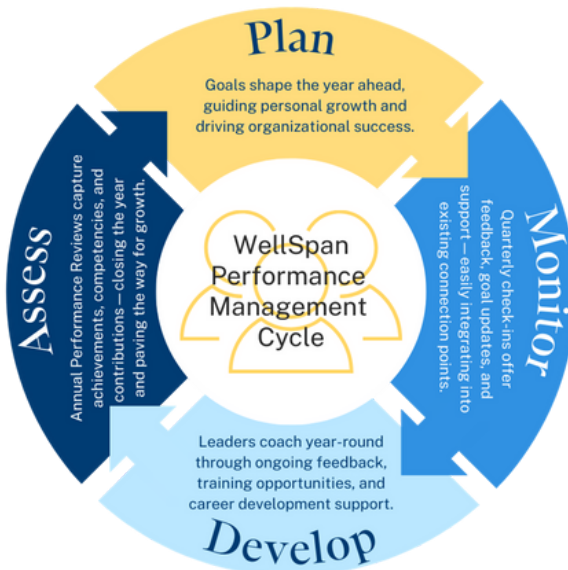 Plan
Goals shape the year ahead,
guiding personal growth and
driving organizational success.
Monitor
Quarterly check-ins offer
feedback, goal updates, and
support — easily integrating into
existing connection points.
Develop
Leaders coach year-round
through ongoing feedback,
training opportunities, and
career development support.
Assess
Annual Performance Reviews capture
achievements, competencies, and
contributions — closing the year
and paving the way for growth.
WellSpan
Performance
Management
Cycle